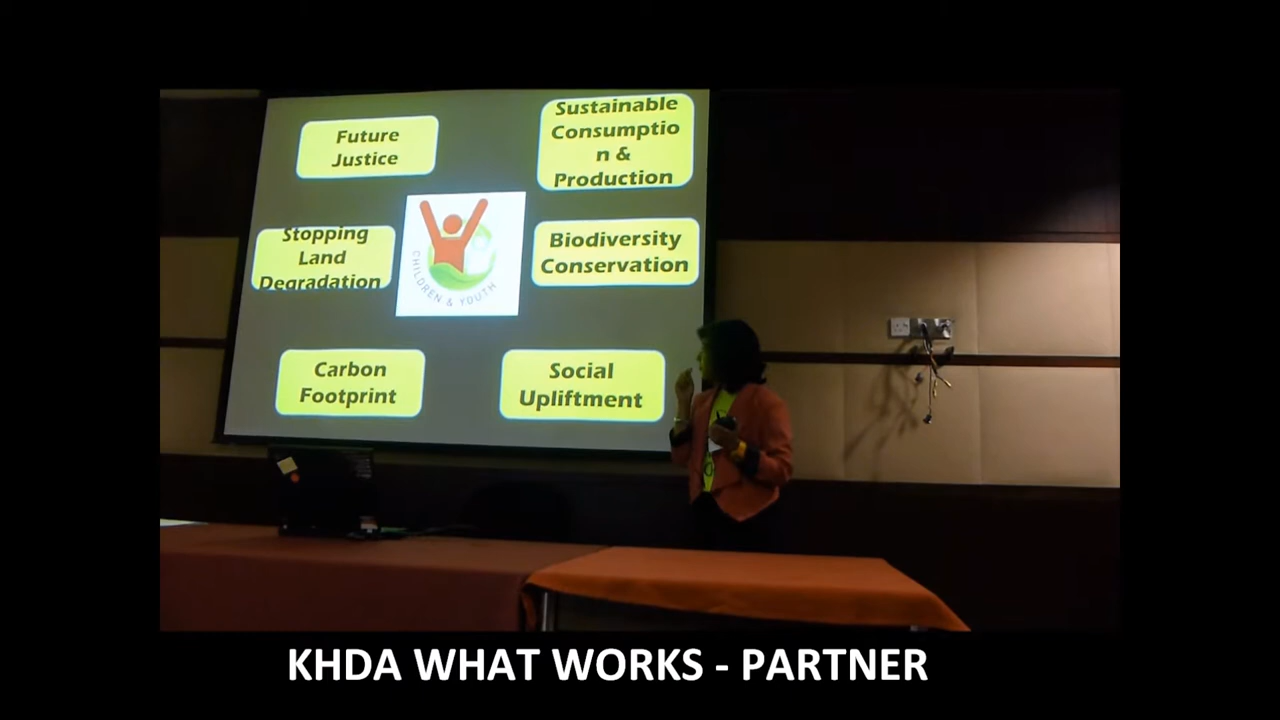 Future
Justice
Sustainable
Consumptio
n &
Production
Stopping
Land
Degradation
Biodiversity
Conservation
CHILDREN & YOUTH
Carbon
Footprint
Social
Upliftment
KHDA WHAT WORKS - PARTNER